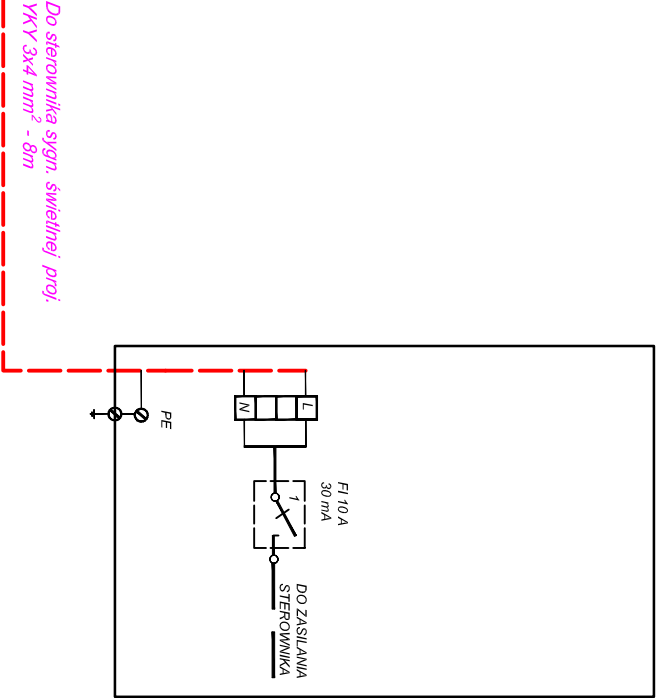 Do sterownika sygn. świetlnej proj.
YKY 3x4 mm² - 8m
PE
N
L
FI 10 A
30 mA
1
DO ZASILANIA
STEROWNIKA